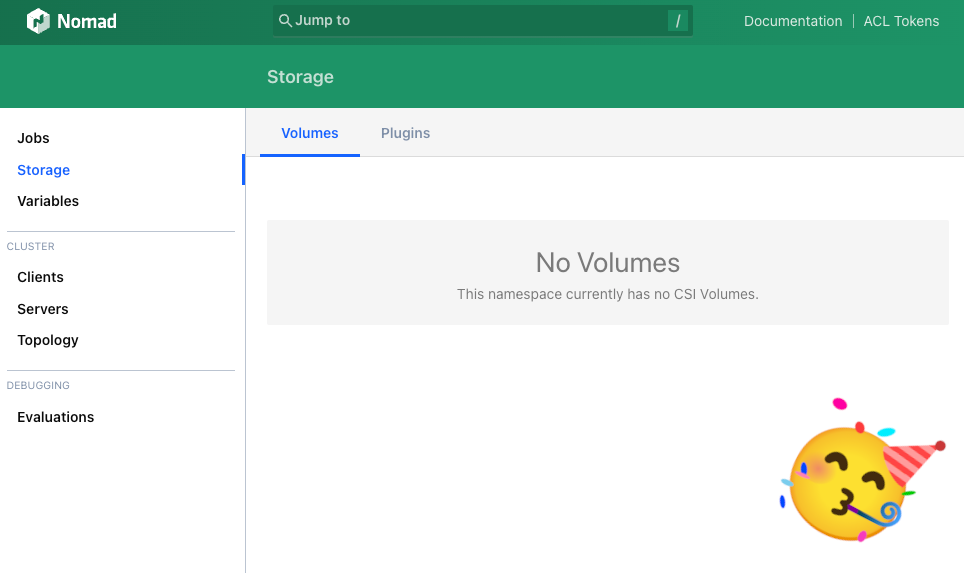 Nomad
Jump to
/
Documentation
ACL Tokens
Storage
Jobs
Storage
Variables
CLUSTER
Clients
Servers
Topology
DEBUGGING
Evaluations
Volumes
Plugins
No Volumes
This namespace currently has no CSI Volumes.